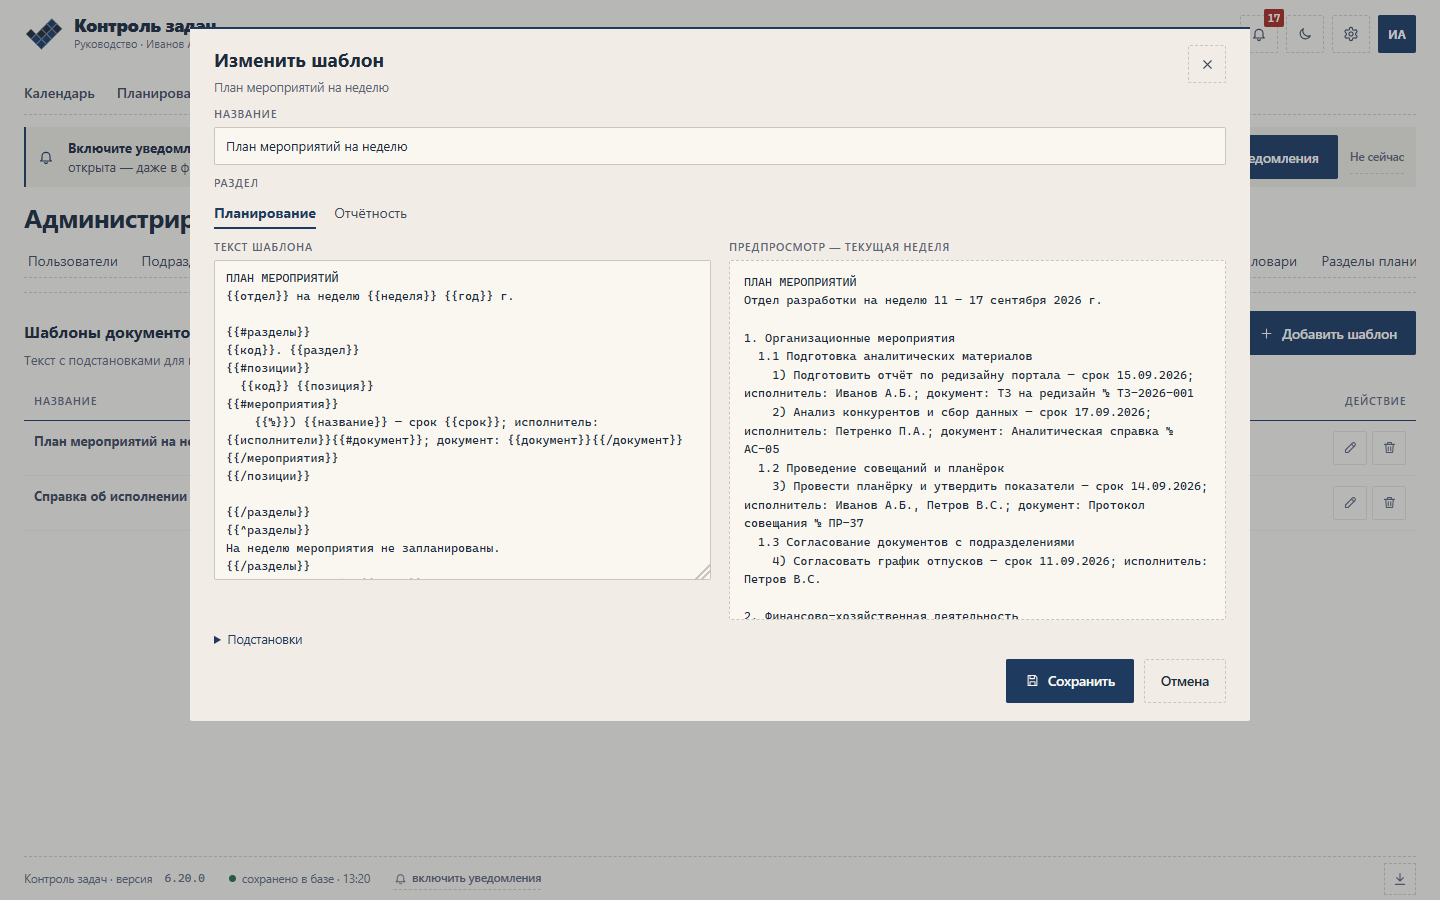 Контроль задач
Руководство · Иванов А
17
ИА
Календарь
Планирова
Включите уведомл
открыта — даже в ф
едомления
Не сейчас
Администрир
Пользователи
Подразд
ловари
Разделы плани
Шаблоны документо
Текст с подстановками для
Добавить шаблон
НАЗВАНИЕ
ДЕЙСТВИЕ
План мероприятий на не
Справка об исполнении
Изменить шаблон
План мероприятий на неделю
НАЗВАНИЕ
План мероприятий на неделю
РАЗДЕЛ
Планирование
Отчётность
ТЕКСТ ШАБЛОНА
ПЛАН МЕРОПРИЯТИЙ
{{отдел}} на неделю {{неделя}} {{год}} г.
{{#разделы}}
{{код}}. {{раздел}}
{{#позиции}}
{{код}} {{позиция}}
{{#мероприятия}}
{{№}}) {{название}} — срок {{срок}}; исполнитель:
{{исполнители}}{{#документ}}; документ: {{документ}}{{/документ}}
{{/мероприятия}}
{{/позиции}}
{{/разделы}}
{{^разделы}}
На неделю мероприятия не запланированы.
{{/разделы}}
ПРЕДПРОСМОТР — ТЕКУЩАЯ НЕДЕЛЯ
ПЛАН МЕРОПРИЯТИЙ
Отдел разработки на неделю 11 — 17 сентября 2026 г.
1. Организационные мероприятия
1.1 Подготовка аналитических материалов
1) Подготовить отчёт по редизайну портала — срок 15.09.2026;
исполнитель: Иванов А.Б.; документ: ТЗ на редизайн № ТЗ-2026-001
2) Анализ конкурентов и сбор данных — срок 17.09.2026;
исполнитель: Петренко П.А.; документ: Аналитическая справка №
АС-05
1.2 Проведение совещаний и планёрок
3) Провести планёрку и утвердить показатели — срок 14.09.2026;
исполнитель: Иванов А.Б., Петров В.С.; документ: Протокол
совещания № ПР-37
1.3 Согласование документов с подразделениями
4) Согласовать график отпусков — срок 11.09.2026; исполнитель:
Петров В.С.
2. Финансово-хозяйственная деятельность
Подстановки
Сохранить
Отмена
Контроль задач · версия 6.20.0
сохранено в базе · 13:20
включить уведомления